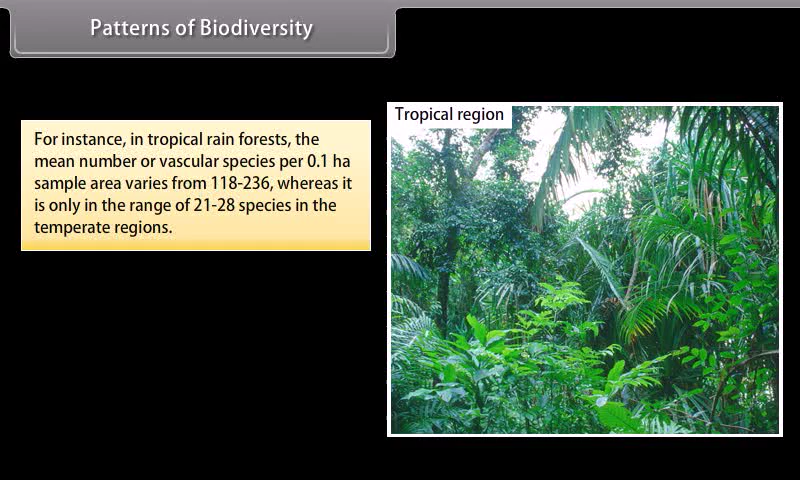 Patterns of Biodiversity
Tropical region
For instance, in tropical rain forests, the
mean number or vascular species per 0.1 ha
sample area varies from 118-236, whereas it
is only in the range of 21-28 species in the
temperate regions.